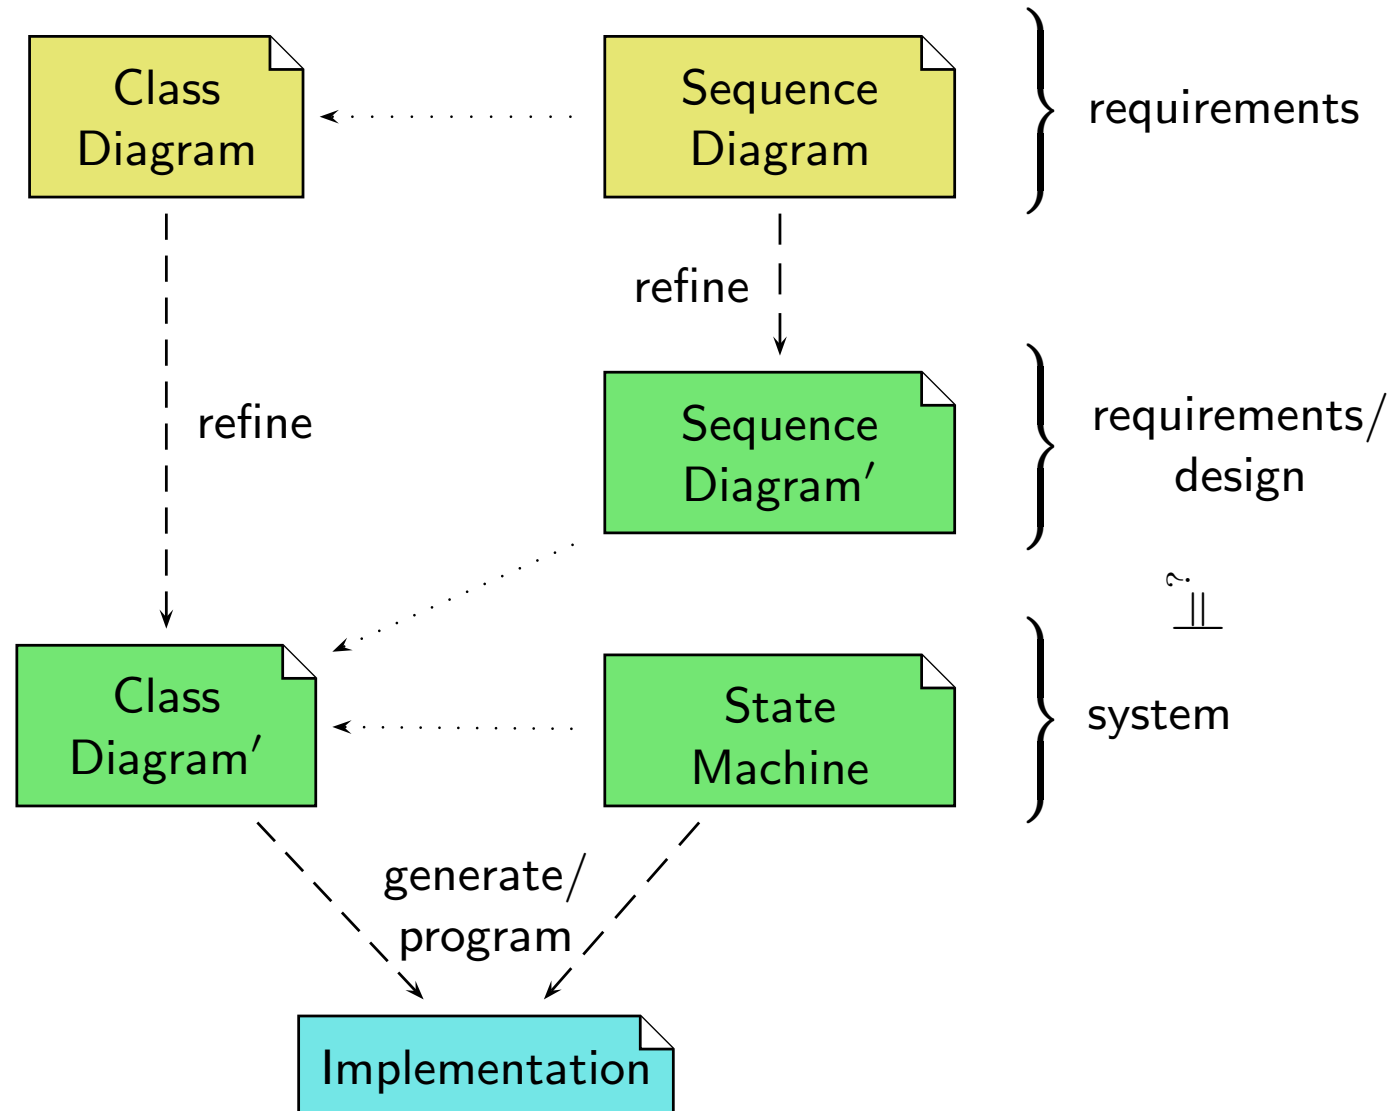 Class
Diagram
Sequence
Diagram
requirements
refine
refine
Sequence
Diagram′
requirements/
design
?
⊨
Class
Diagram′
State
Machine
system
generate/
program
Implementation